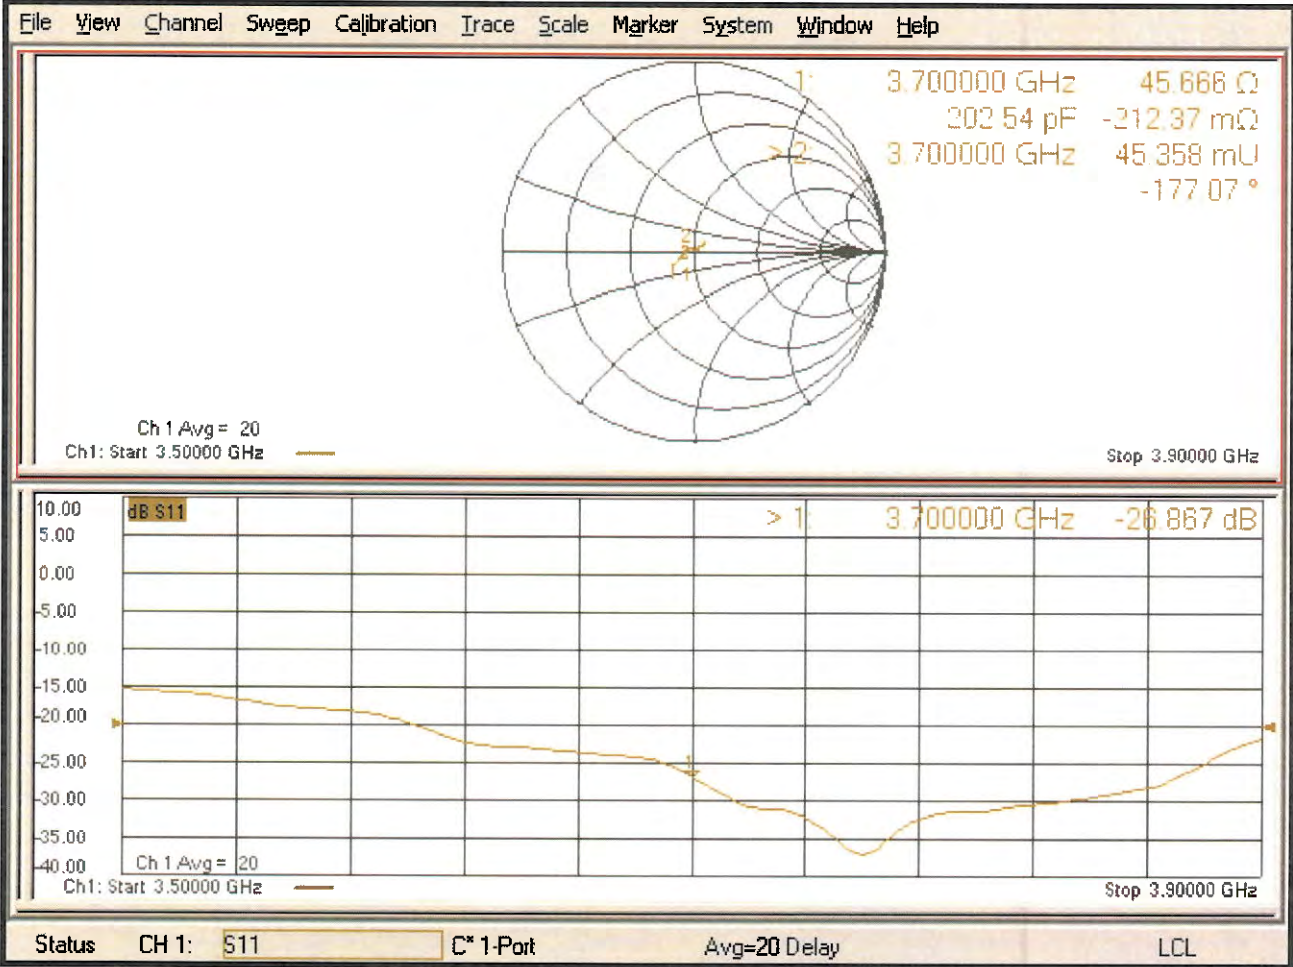 File View Channel Sweep Calibration Trace Scale Marker System Window Help
1: 3.700000 GHz 45.666 Ω
202.54 pF -212.37 mΩ
> 2: 3.700000 GHz 45.358 mU
-177.07 °
2
1
Ch 1 Avg = 20
Ch1: Start 3.50000 GHz
Stop 3.90000 GHz
10.00
dB S11
> 1: 3.700000 GHz -26.867 dB
5.00
0.00
-5.00
-10.00
-15.00
-20.00
-25.00
1
-30.00
-35.00
-40.00
Ch 1 Avg = 20
Ch1: Start 3.50000 GHz
Stop 3.90000 GHz
Status CH 1: S11 C* 1-Port Avg=20 Delay LCL